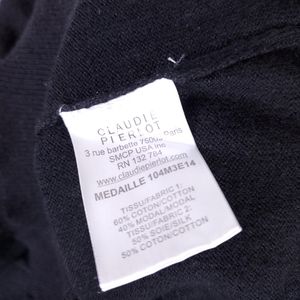 CLAUDIE
PIERLOT
3 rue barbette 75003 Paris
SMCP USA Inc
RN 132 784
www.claudiepierlot.com
MEDAILLE 104M3E14
TISSU/FABRIC 1:
60% COTON/COTTON
40% MODAL/MODAL
TISSU/FABRIC 2:
50% SOIE/SILK
50% COTON/COTTON